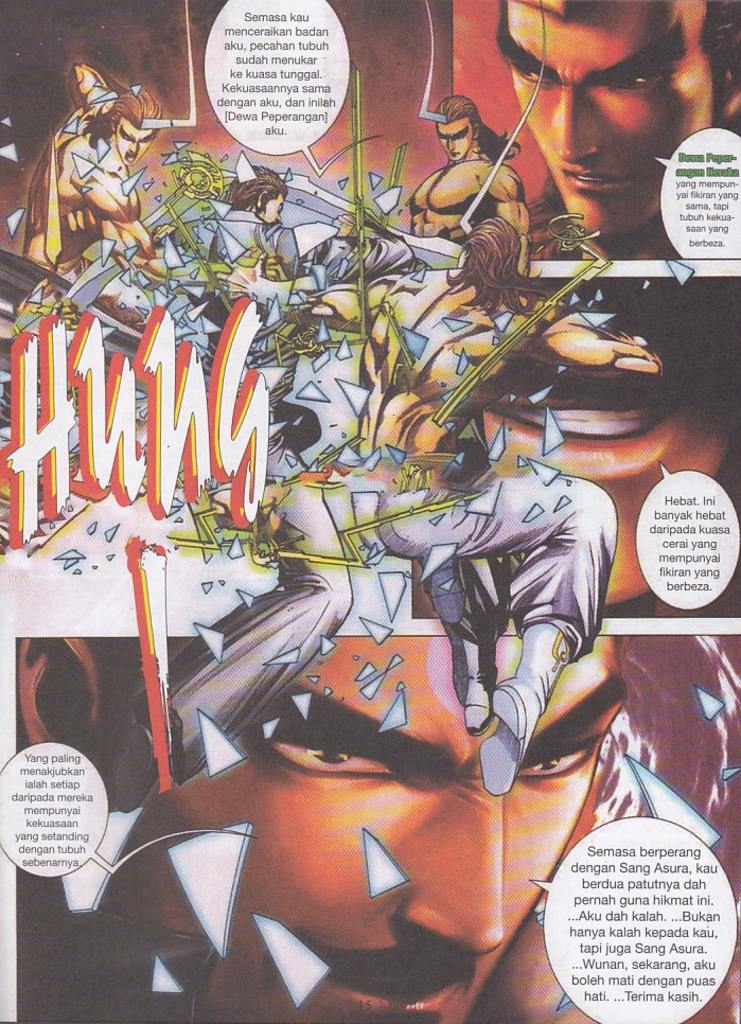 Semasa kau
menceraikan badan
aku, pecahan tubuh
sudah menukar
ke kuasa tunggal.
Kekuasaannya sama
dengan aku, dan inilah
[Dewa Peperangan]
aku.
Dewa Peper-
angan Neraka
yang mempun-
yai fikiran yang
sama, tapi
tubuh kekua-
saan yang
berbeza.
HUNG
!
Hebat. Ini
banyak hebat
daripada kuasa
cerai yang
mempunyai
fikiran yang
berbeza.
Yang paling
menakjubkan
ialah setiap
daripada mereka
mempunyai
kekuasaan
yang setanding
dengan tubuh
sebenarnya.
Semasa berperang
dengan Sang Asura, kau
berdua patutnya dah
pernah guna hikmat ini.
...Aku dah kalah. ...Bukan
hanya kalah kepada kau,
tapi juga Sang Asura.
...Wunan, sekarang, aku
boleh mati dengan puas
hati. ...Terima kasih.
15